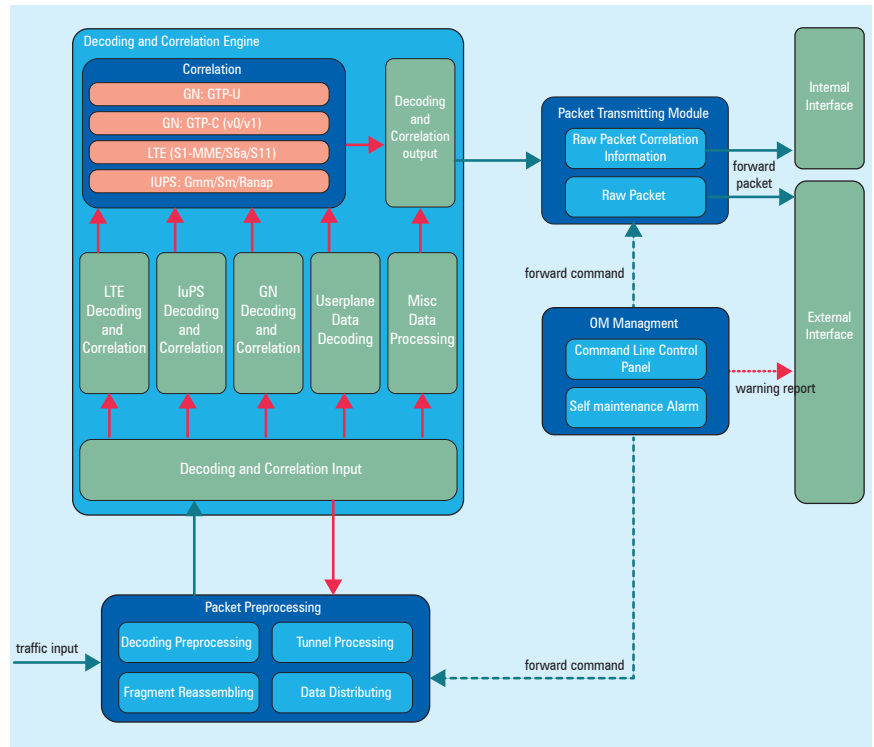 Decoding and Correlation Engine
Correlation
GN: GTP-U
GN: GTP-C (v0/v1)
LTE (S1-MME/S6a/S11)
IUPS: Gmm/Sm/Ranap
Decoding
and
Correlation
output
Packet Transmitting Module
Raw Packet Correlation
Information
Raw Packet
forward
packet
Internal
Interface
External
Interface
LTE
Decoding
and
Correlation
IuPS
Decoding
and
Correlation
GN
Decoding
and
Correlation
Userplane
Data
Decoding
Misc
Data
Processing
forward command
OM Managment
Command Line Control
Panel
Self maintenance Alarm
warning report
Decoding and Correlation Input
Packet Preprocessing
Decoding Preprocessing
Tunnel Processing
Fragment Reassembling
Data Distributing
traffic input
forward command